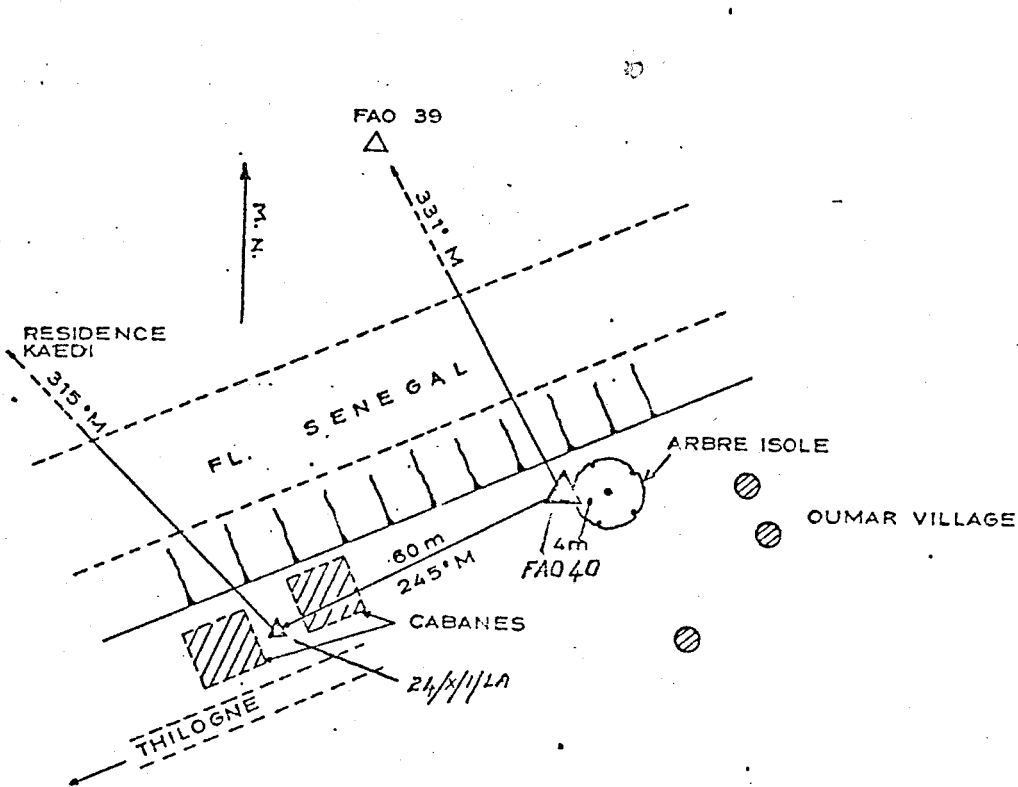 FAO 39
M. N.
331° M
RESIDENCE
KAEDI
315° M
FL. SENEGAL
ARBRE ISOLE
OUMAR VILLAGE
60 m
245° M
4m
FAO 40
CABANES
24/X/1/LA
THILOGNE